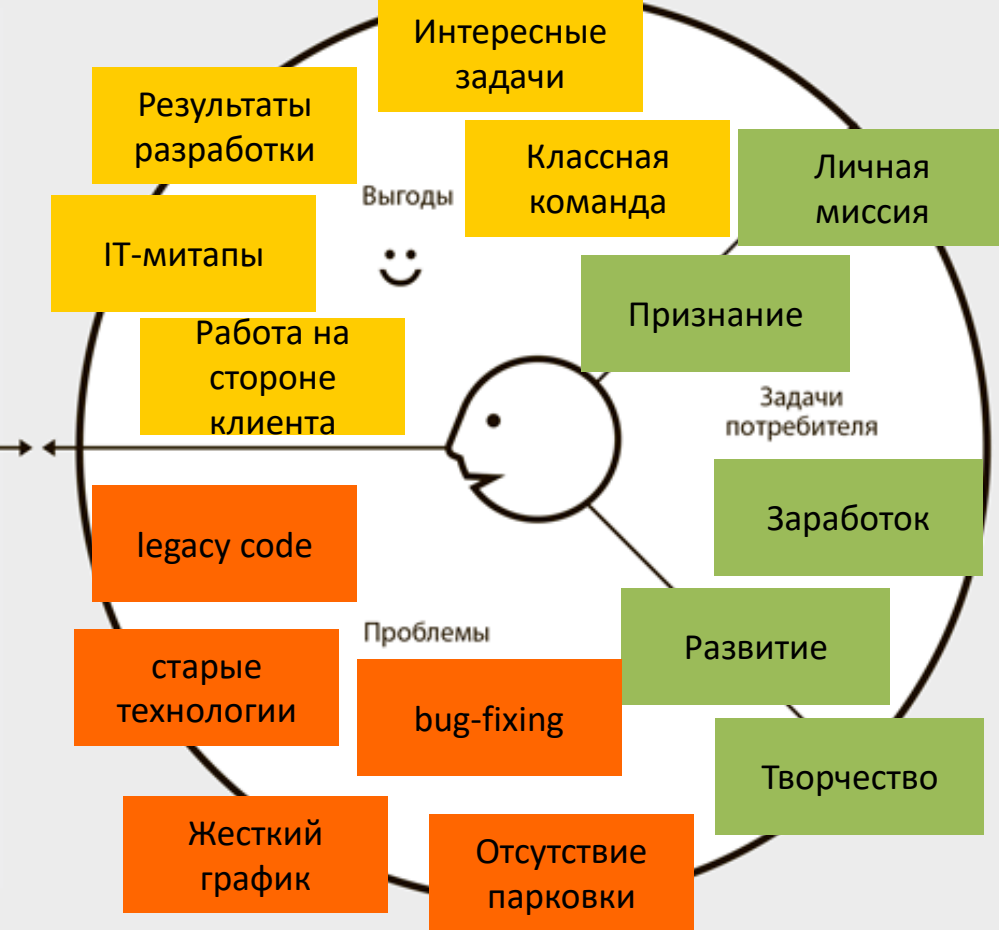 Интересные
задачи
Результаты
разработки
Классная
команда
Личная
миссия
Выгоды
IT-митапы
Признание
Работа на
стороне
клиента
Задачи
потребителя
legacy code
Заработок
Проблемы
Развитие
старые
технологии
bug-fixing
Творчество
Жесткий
график
Отсутствие
парковки